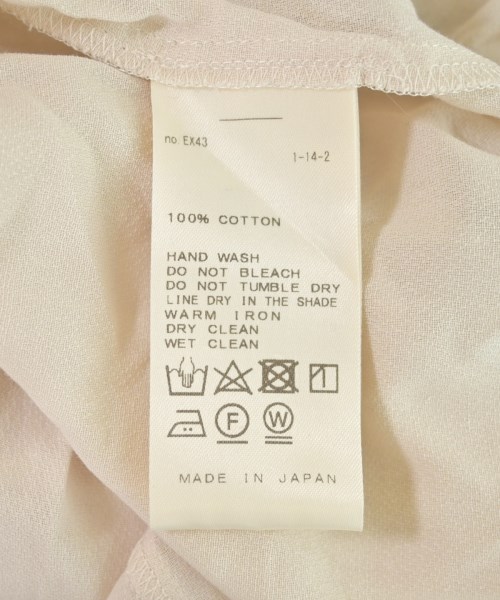 no. EX43
1-14-2
100% COTTON
HAND WASH
DO NOT BLEACH
DO NOT TUMBLE DRY
LINE DRY IN THE SHADE
WARM IRON
DRY CLEAN
WET CLEAN
F W
MADE IN JAPAN